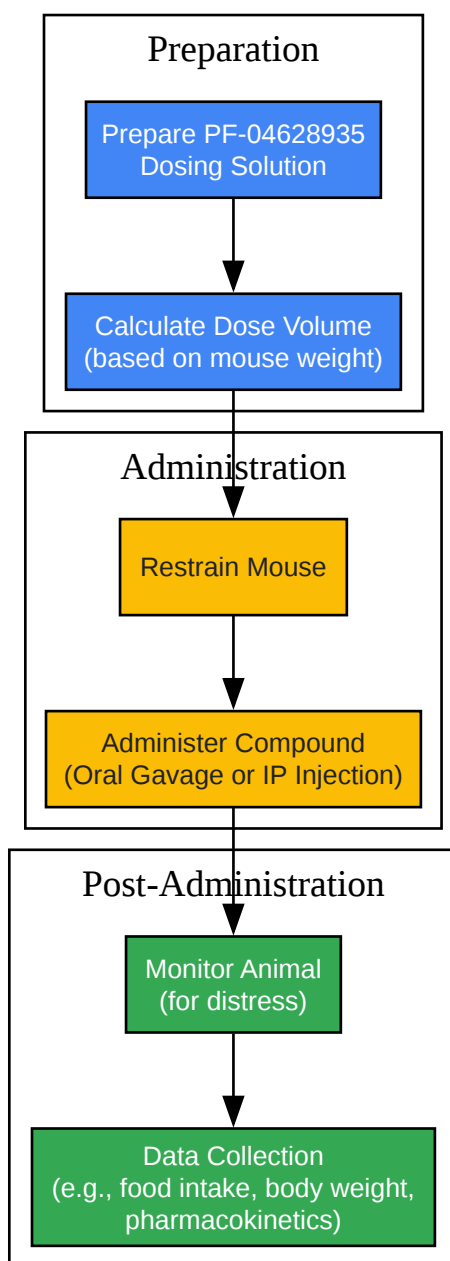 Preparation
Prepare PF-04628935
Dosing Solution
Calculate Dose Volume
(based on mouse weight)
Administration
Restrain Mouse
Administer Compound
(Oral Gavage or IP Injection)
Post-Administration
Monitor Animal
(for distress)
Data Collection
(e.g., food intake, body weight,
pharmacokinetics)